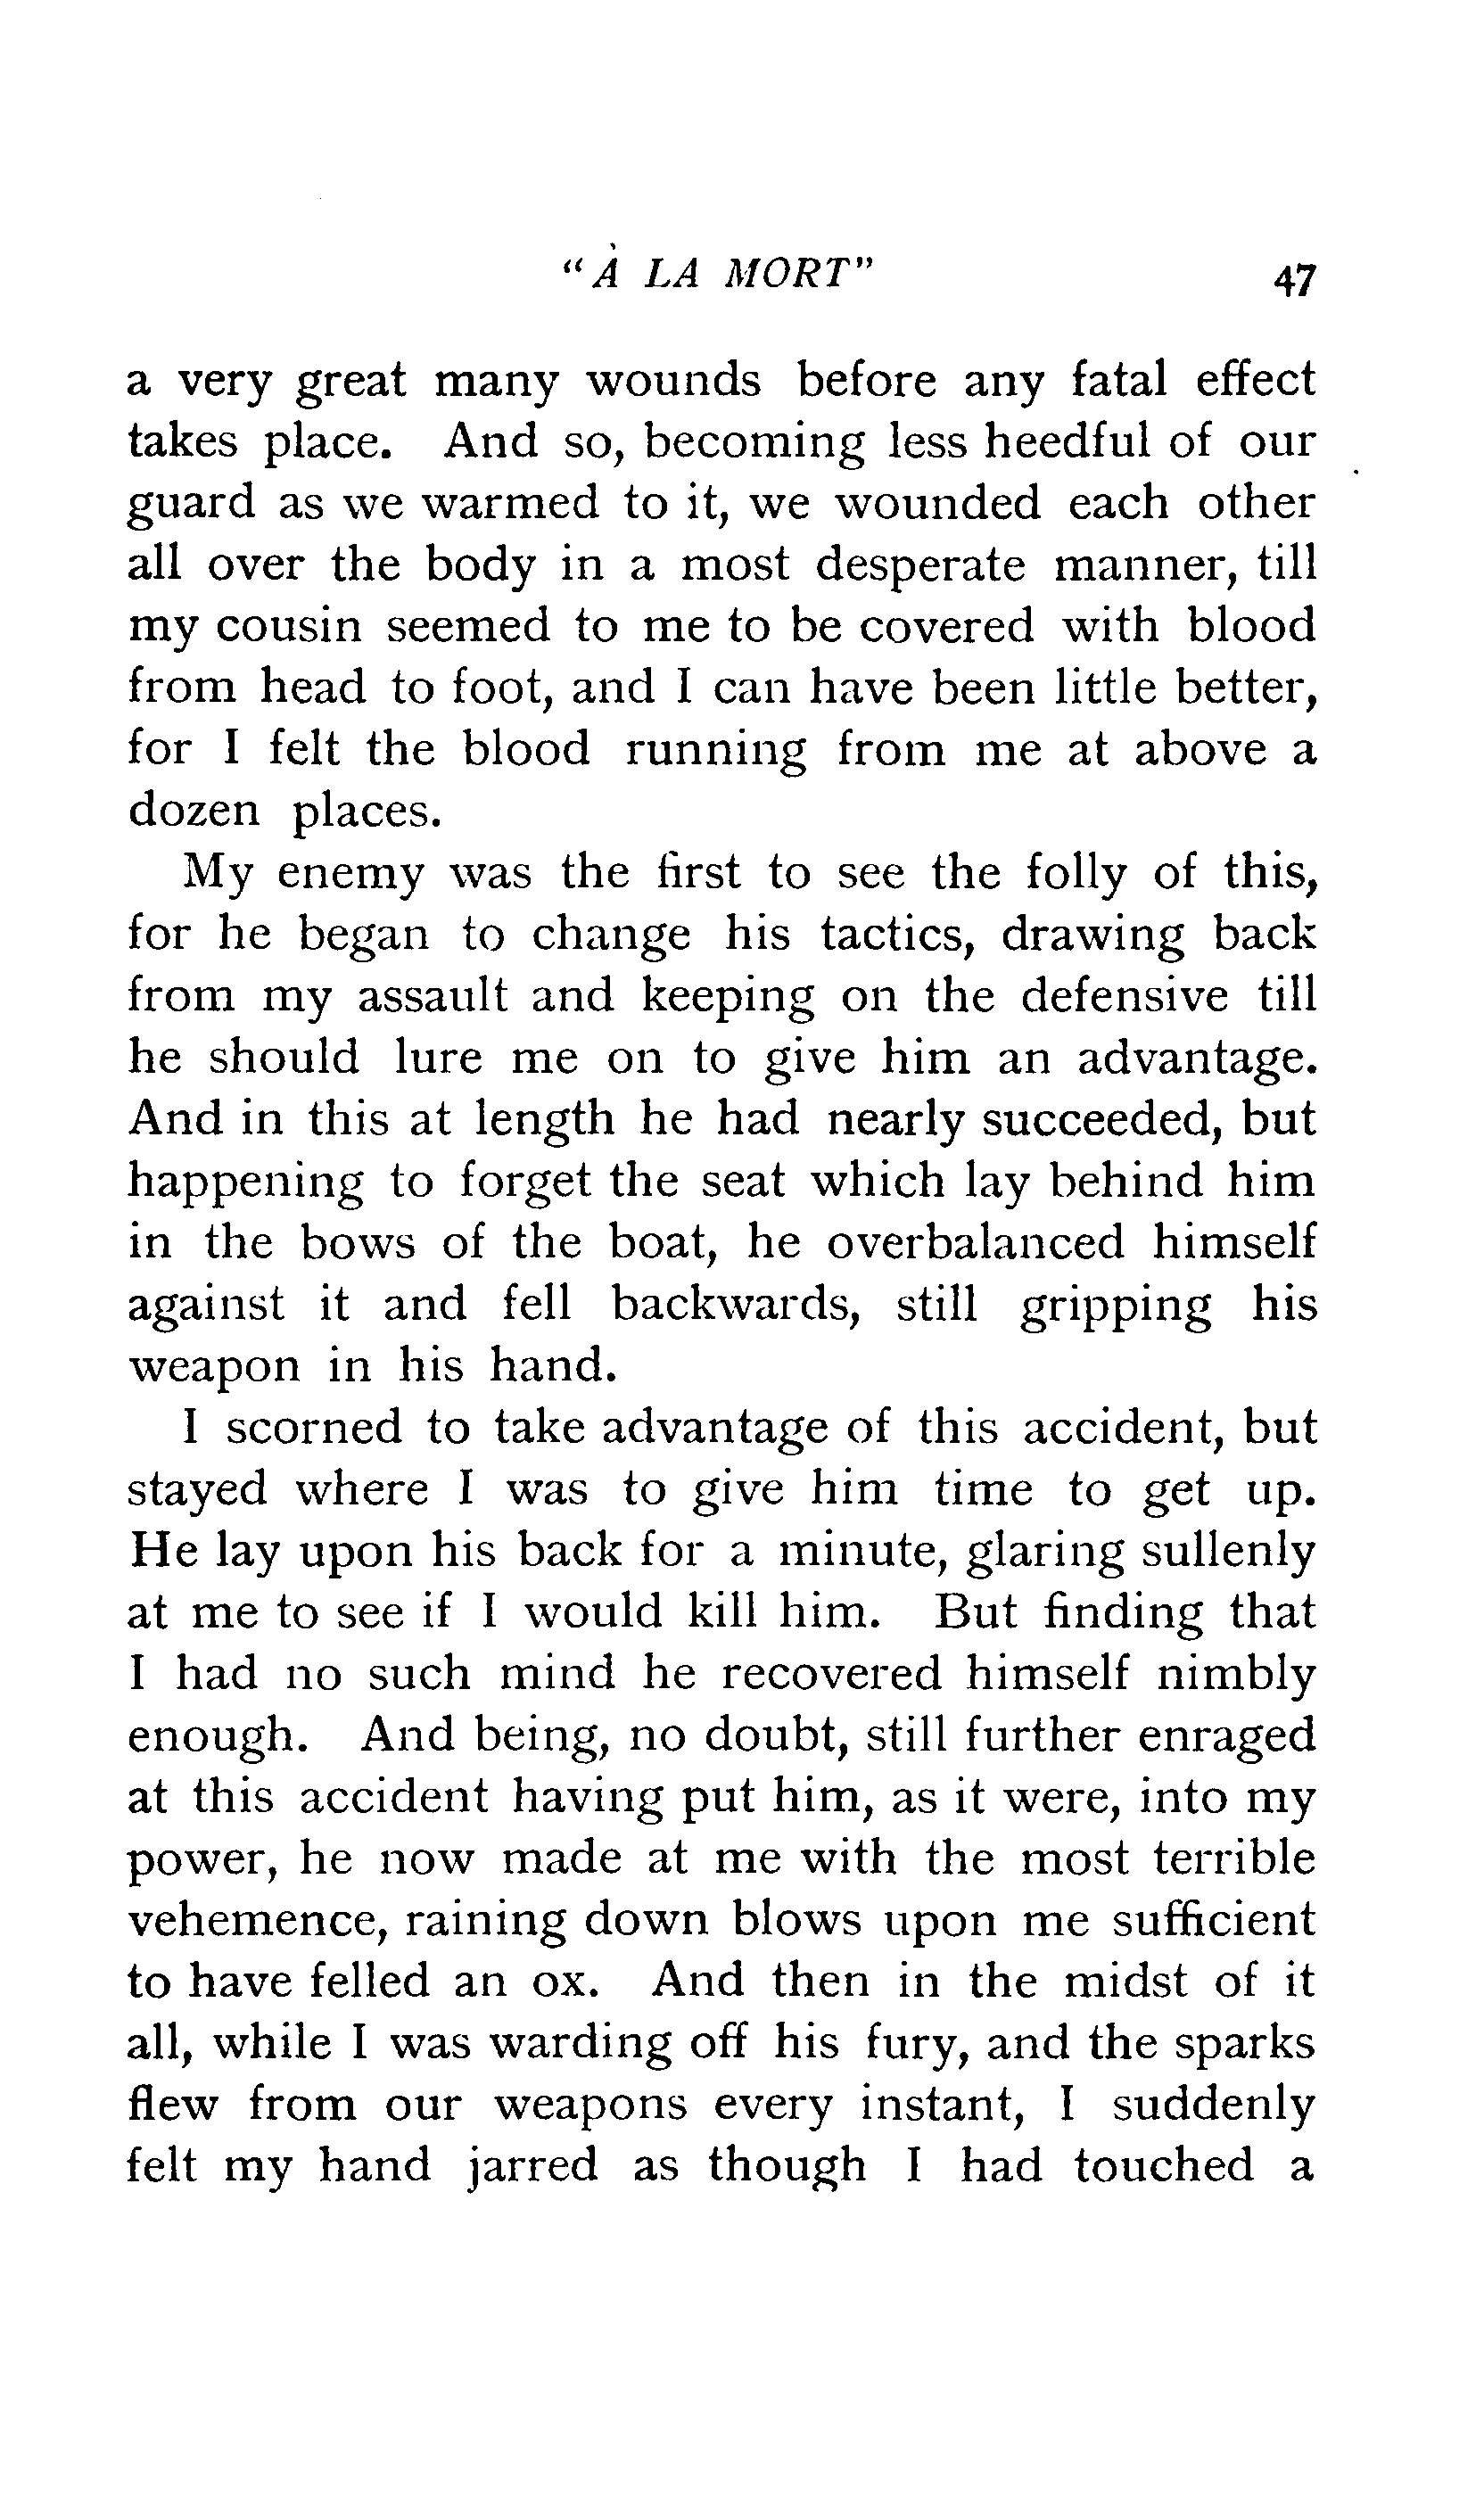 "À LA MORT" 47
a very great many wounds before any fatal effect
takes place. And so, becoming less heedful of our
guard as we warmed to it, we wounded each other
all over the body in a most desperate manner, till
my cousin seemed to me to be covered with blood
from head to foot, and I can have been little better,
for I felt the blood running from me at above a
dozen places.
My enemy was the first to see the folly of this,
for he began to change his tactics, drawing back
from my assault and keeping on the defensive till
he should lure me on to give him an advantage.
And in this at length he had nearly succeeded, but
happening to forget the seat which lay behind him
in the bows of the boat, he overbalanced himself
against it and fell backwards, still gripping his
weapon in his hand.
I scorned to take advantage of this accident, but
stayed where I was to give him time to get up.
He lay upon his back for a minute, glaring sullenly
at me to see if I would kill him. But finding that
I had no such mind he recovered himself nimbly
enough. And being, no doubt, still further enraged
at this accident having put him, as it were, into my
power, he now made at me with the most terrible
vehemence, raining down blows upon me sufficient
to have felled an ox. And then in the midst of it
all, while I was warding off his fury, and the sparks
flew from our weapons every instant, I suddenly
felt my hand jarred as though I had touched a